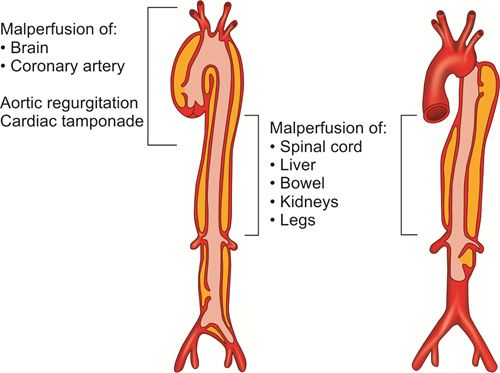 Malperfusion of:
• Brain
• Coronary artery
Aortic regurgitation
Cardiac tamponade
Malperfusion of:
• Spinal cord
• Liver
• Bowel
• Kidneys
• Legs